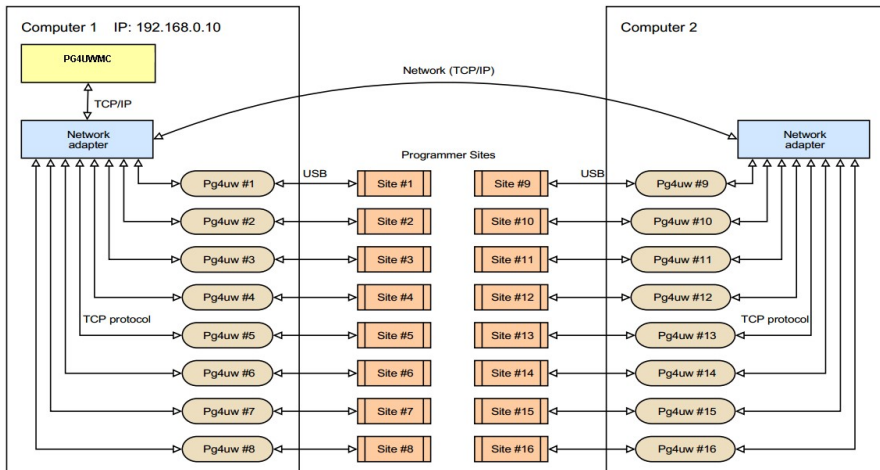 Computer 1 IP: 192.168.0.10
PG4UWMC
TCP/IP
Network adapter
Network (TCP/IP)
Computer 2
Network adapter
Programmer Sites
Pg4uw #1
USB
Site #1
Site #9
USB
Pg4uw #9
Pg4uw #2
Site #2
Site #10
Pg4uw #10
Pg4uw #3
Site #3
Site #11
Pg4uw #11
Pg4uw #4
Site #4
Site #12
Pg4uw #12
TCP protocol
Pg4uw #5
Site #5
Site #13
Pg4uw #13
TCP protocol
Pg4uw #6
Site #6
Site #14
Pg4uw #14
Pg4uw #7
Site #7
Site #15
Pg4uw #15
Pg4uw #8
Site #8
Site #16
Pg4uw #16